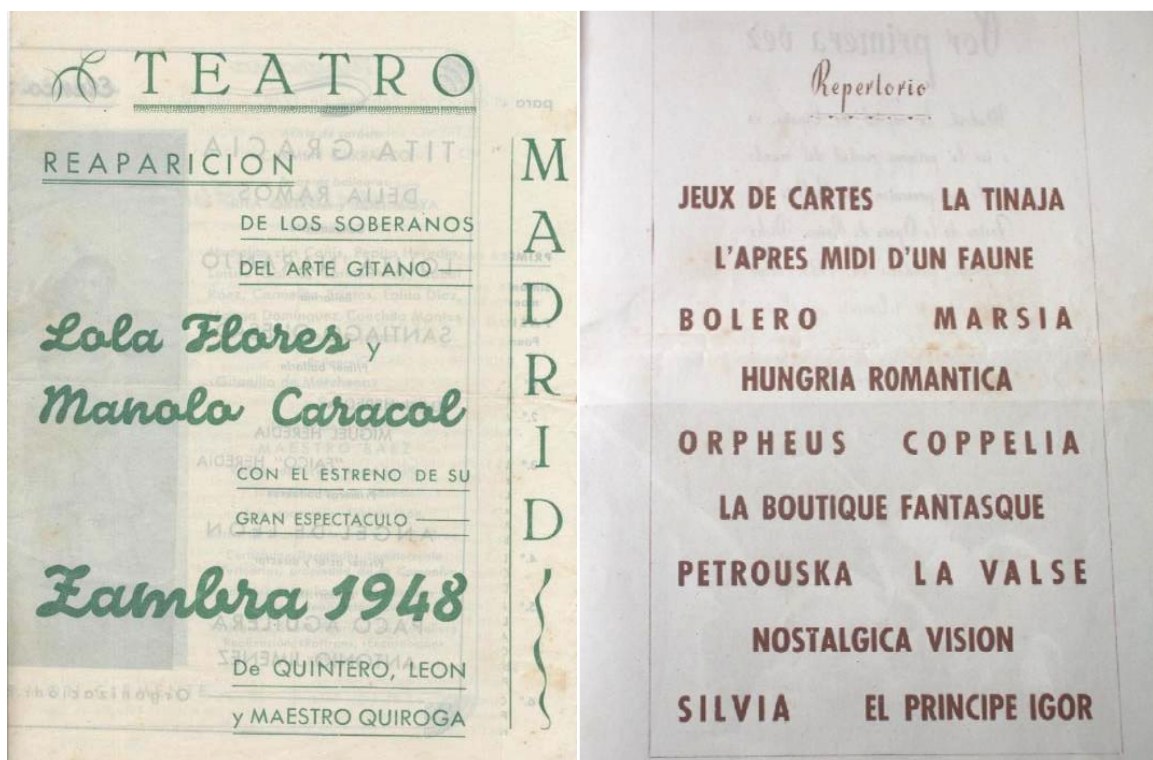 TEATRO
MADRID
REAPARICION
DE LOS SOBERANOS
DEL ARTE GITANO
Lola Flores y
Manolo Caracol
CON EL ESTRENO DE SU
GRAN ESPECTACULO
Zambra 1948
De QUINTERO, LEON
y MAESTRO QUIROGA
Repertorio
JEUX DE CARTES LA TINAJA
L'APRES MIDI D'UN FAUNE
BOLERO MARSIA
HUNGRIA ROMANTICA
ORPHEUS COPPELIA
LA BOUTIQUE FANTASQUE
PETROUSKA LA VALSE
NOSTALGICA VISION
SILVIA EL PRINCIPE IGOR